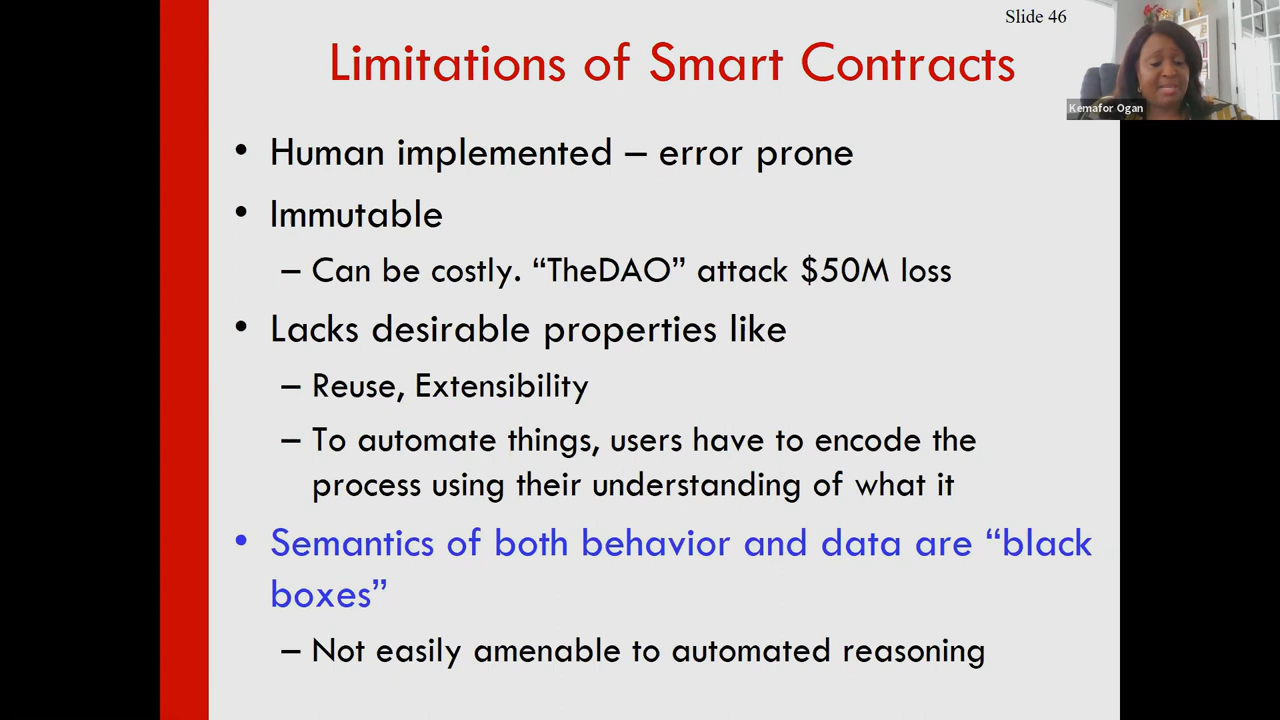 Slide 46
Limitations of Smart Contracts
Kemafor Ogan
• Human implemented – error prone
• Immutable
– Can be costly. “TheDAO” attack $50M loss
• Lacks desirable properties like
– Reuse, Extensibility
– To automate things, users have to encode the
process using their understanding of what it
• Semantics of both behavior and data are “black
boxes”
– Not easily amenable to automated reasoning